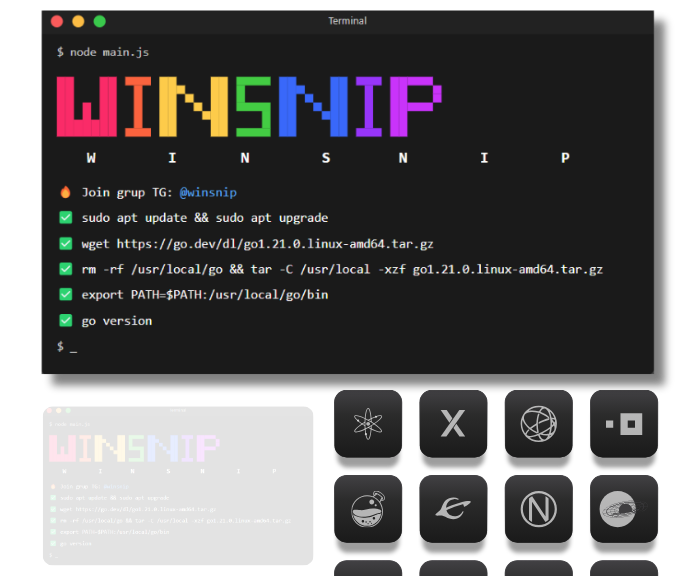 Terminal
$ node main.js
WINSNIP
W I N S N I P
Join grup TG: @winsnip
sudo apt update && sudo apt upgrade
wget https://go.dev/dl/go1.21.0.linux-amd64.tar.gz
rm -rf /usr/local/go && tar -C /usr/local -xzf go1.21.0.linux-amd64.tar.gz
export PATH=$PATH:/usr/local/go/bin
go version
$ _
X
WINSNIP
W I N S N I P
N